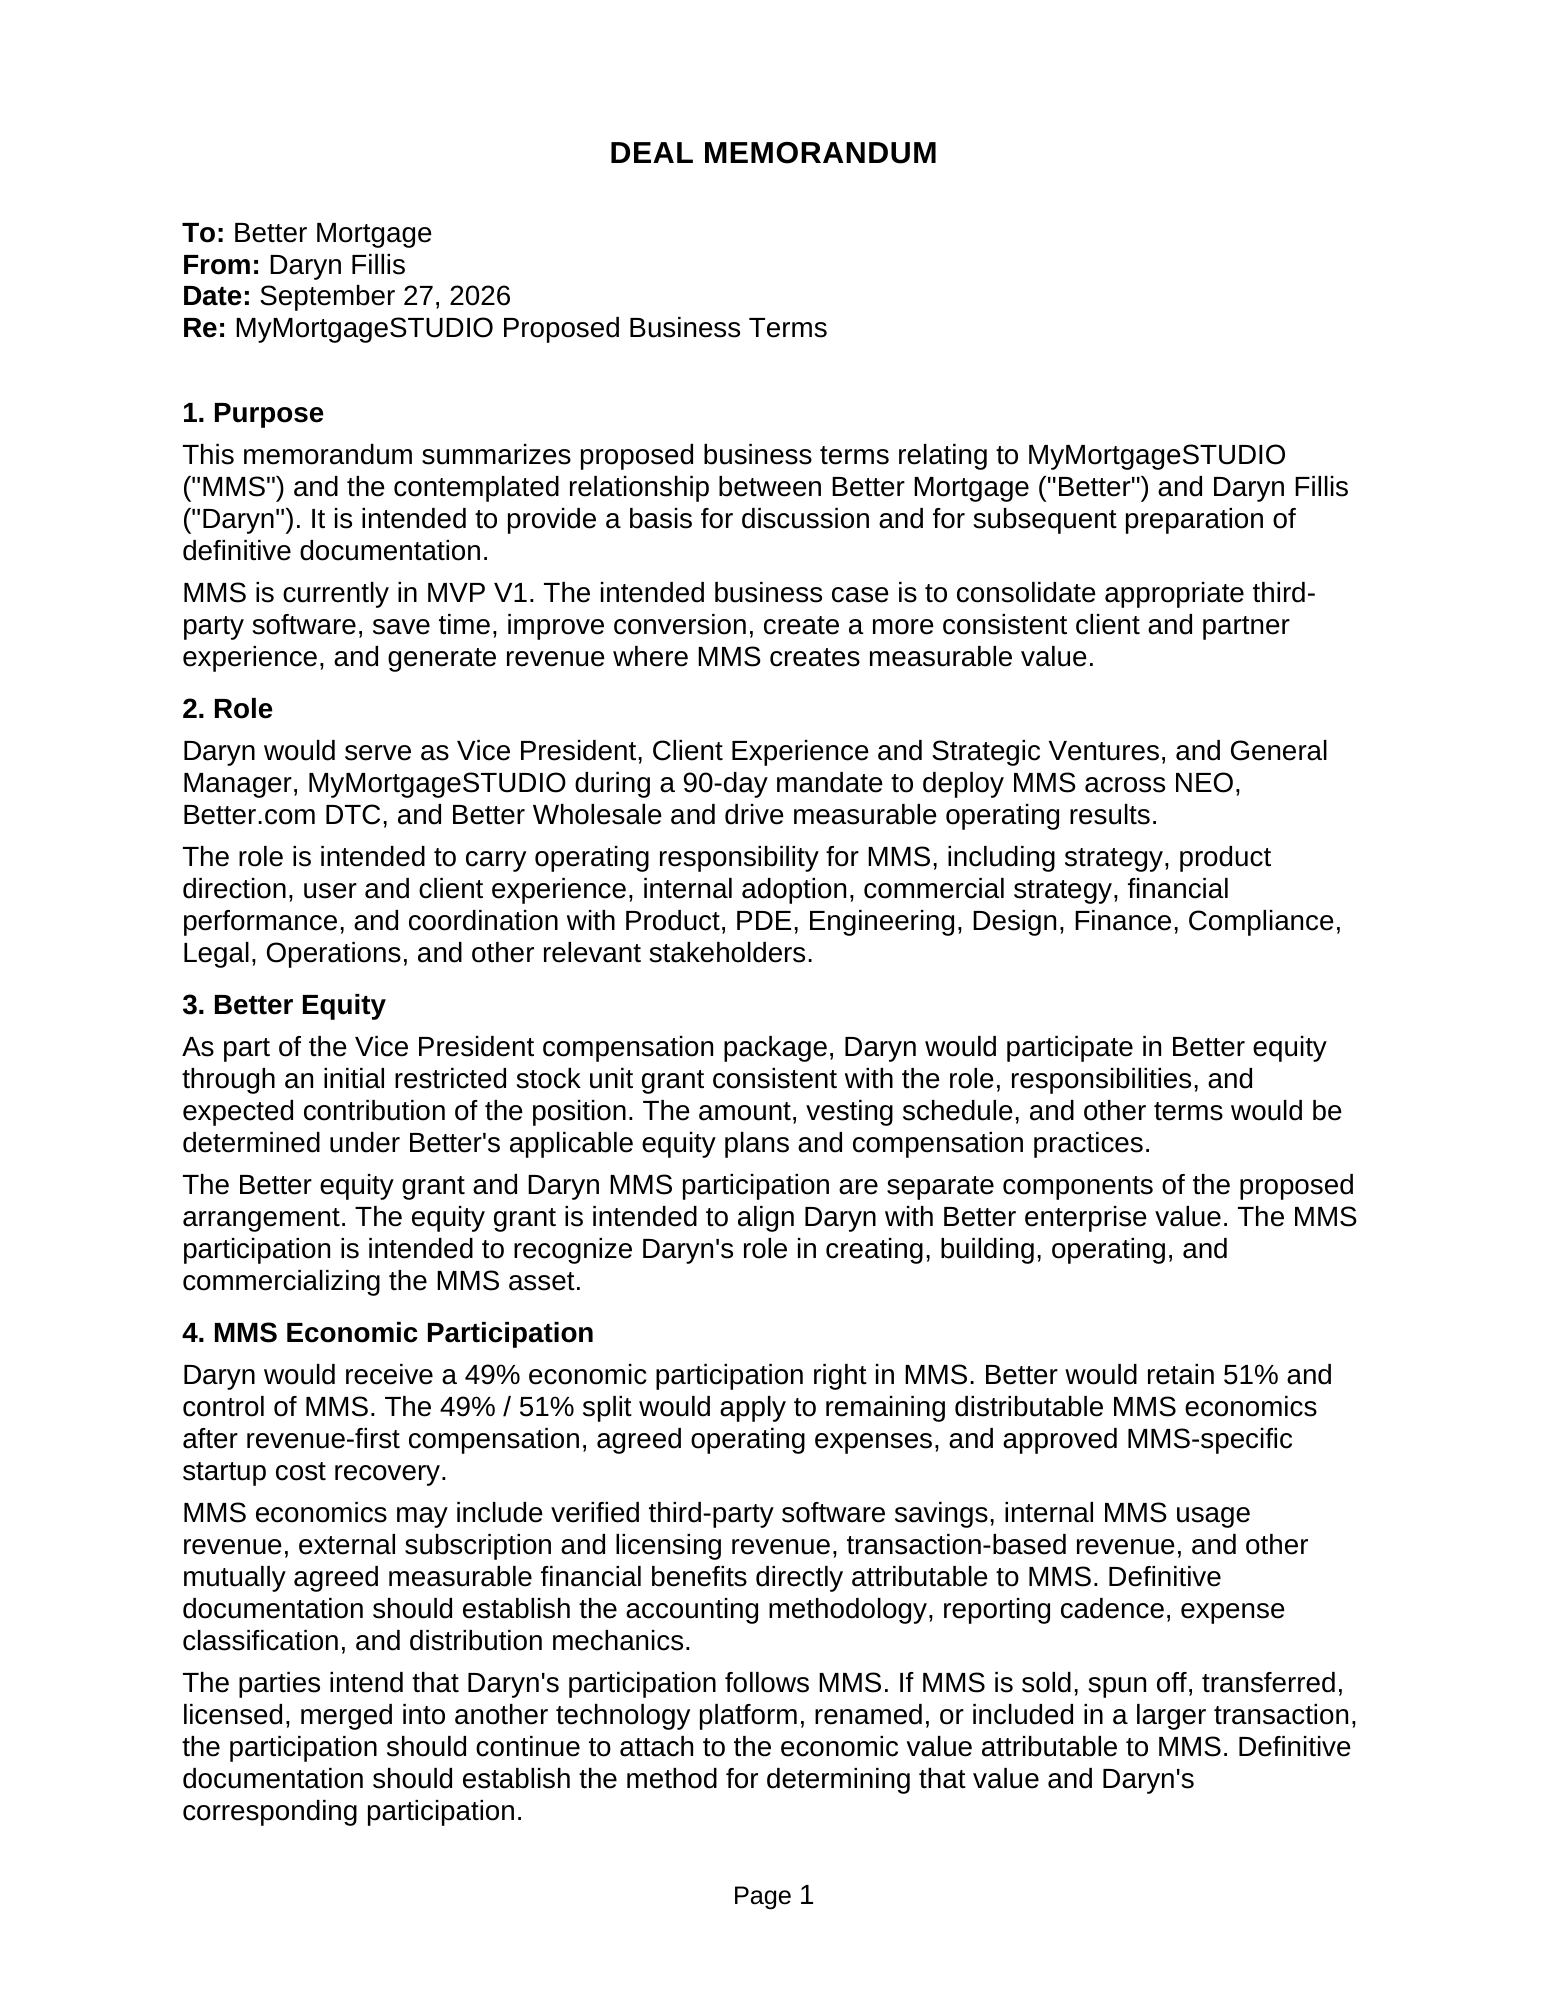 DEAL MEMORANDUM
To: Better Mortgage
From: Daryn Fillis
Date: September 27, 2026
Re: MyMortgageSTUDIO Proposed Business Terms
1. Purpose
This memorandum summarizes proposed business terms relating to MyMortgageSTUDIO
("MMS") and the contemplated relationship between Better Mortgage ("Better") and Daryn Fillis
("Daryn"). It is intended to provide a basis for discussion and for subsequent preparation of
definitive documentation.
MMS is currently in MVP V1. The intended business case is to consolidate appropriate third-
party software, save time, improve conversion, create a more consistent client and partner
experience, and generate revenue where MMS creates measurable value.
2. Role
Daryn would serve as Vice President, Client Experience and Strategic Ventures, and General
Manager, MyMortgageSTUDIO during a 90-day mandate to deploy MMS across NEO,
Better.com DTC, and Better Wholesale and drive measurable operating results.
The role is intended to carry operating responsibility for MMS, including strategy, product
direction, user and client experience, internal adoption, commercial strategy, financial
performance, and coordination with Product, PDE, Engineering, Design, Finance, Compliance,
Legal, Operations, and other relevant stakeholders.
3. Better Equity
As part of the Vice President compensation package, Daryn would participate in Better equity
through an initial restricted stock unit grant consistent with the role, responsibilities, and
expected contribution of the position. The amount, vesting schedule, and other terms would be
determined under Better's applicable equity plans and compensation practices.
The Better equity grant and Daryn MMS participation are separate components of the proposed
arrangement. The equity grant is intended to align Daryn with Better enterprise value. The MMS
participation is intended to recognize Daryn's role in creating, building, operating, and
commercializing the MMS asset.
4. MMS Economic Participation
Daryn would receive a 49% economic participation right in MMS. Better would retain 51% and
control of MMS. The 49% / 51% split would apply to remaining distributable MMS economics
after revenue-first compensation, agreed operating expenses, and approved MMS-specific
startup cost recovery.
MMS economics may include verified third-party software savings, internal MMS usage
revenue, external subscription and licensing revenue, transaction-based revenue, and other
mutually agreed measurable financial benefits directly attributable to MMS. Definitive
documentation should establish the accounting methodology, reporting cadence, expense
classification, and distribution mechanics.
The parties intend that Daryn's participation follows MMS. If MMS is sold, spun off, transferred,
licensed, merged into another technology platform, renamed, or included in a larger transaction,
the participation should continue to attach to the economic value attributable to MMS. Definitive
documentation should establish the method for determining that value and Daryn's
corresponding participation.
Page 1